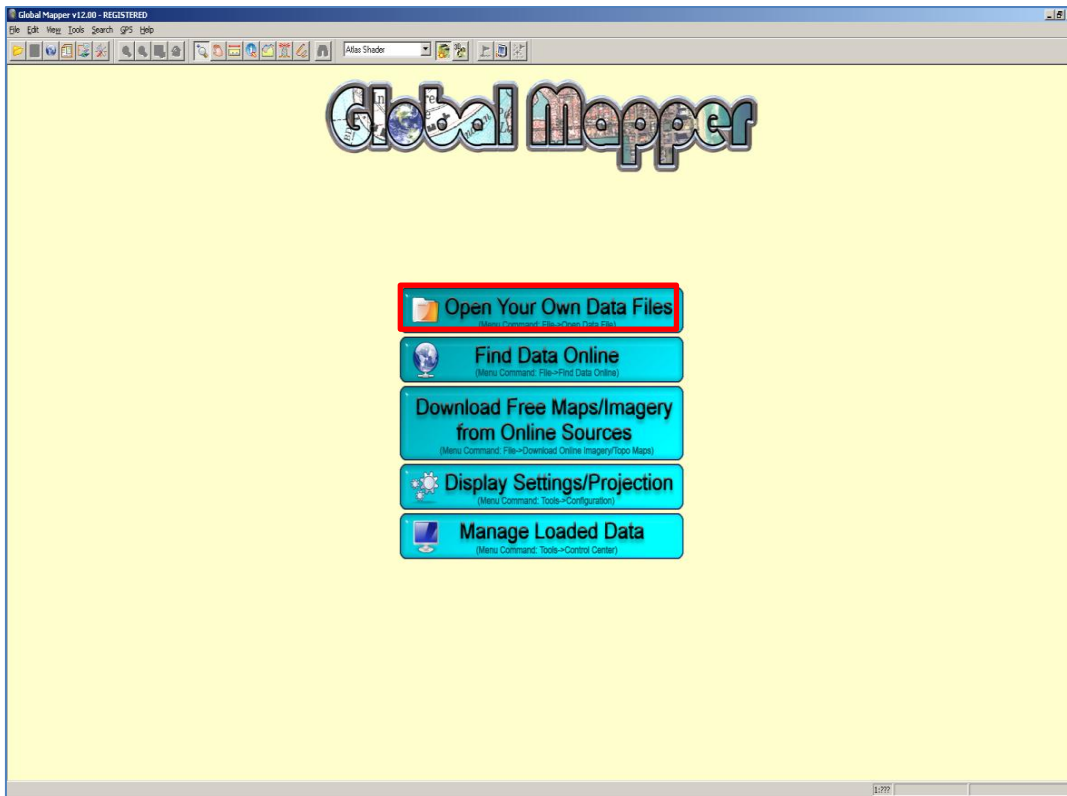 Global Mapper v12.00 - REGISTERED
File Edit View Tools Search GPS Help
Atlas Shader
Global Mapper
Open Your Own Data Files
(Menu Command: File->Open Data File)
Find Data Online
(Menu Command: File->Find Data Online)
Download Free Maps/Imagery
from Online Sources
(Menu Command: File->Download Online Imagery/Topo Maps)
Display Settings/Projection
(Menu Command: Tools->Configuration)
Manage Loaded Data
(Menu Command: Tools->Control Center)
1:???